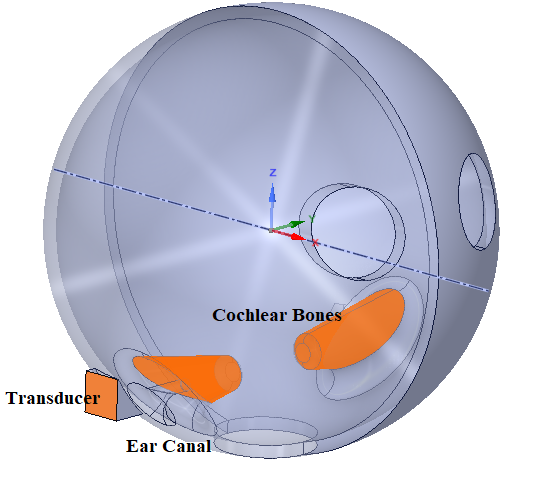 Z
Y
X
Cochlear Bones
Transducer
Ear Canal